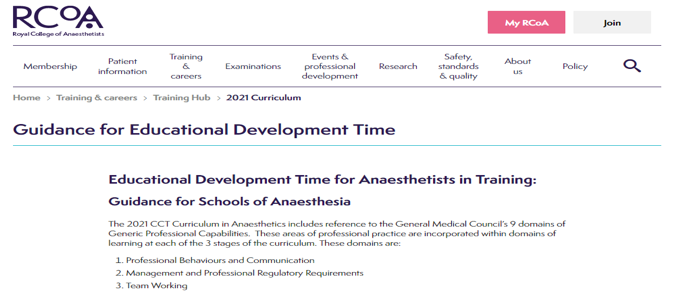 RCOA
Royal College of Anaesthetists
My RCoA
Join
Membership
Patient
information
Training
&
careers
Examinations
Events &
professional
development
Research
Safety,
standards
& quality
About
us
Policy
Home > Training & careers > Training Hub > 2021 Curriculum
Guidance for Educational Development Time
Educational Development Time for Anaesthetists in Training:
Guidance for Schools of Anaesthesia
The 2021 CCT Curriculum in Anaesthetics includes reference to the General Medical Council's 9 domains of
Generic Professional Capabilities. These areas of professional practice are incorporated within domains of
learning at each of the 3 stages of the curriculum. These domains are:
1. Professional Behaviours and Communication
2. Management and Professional Regulatory Requirements
3. Team Working